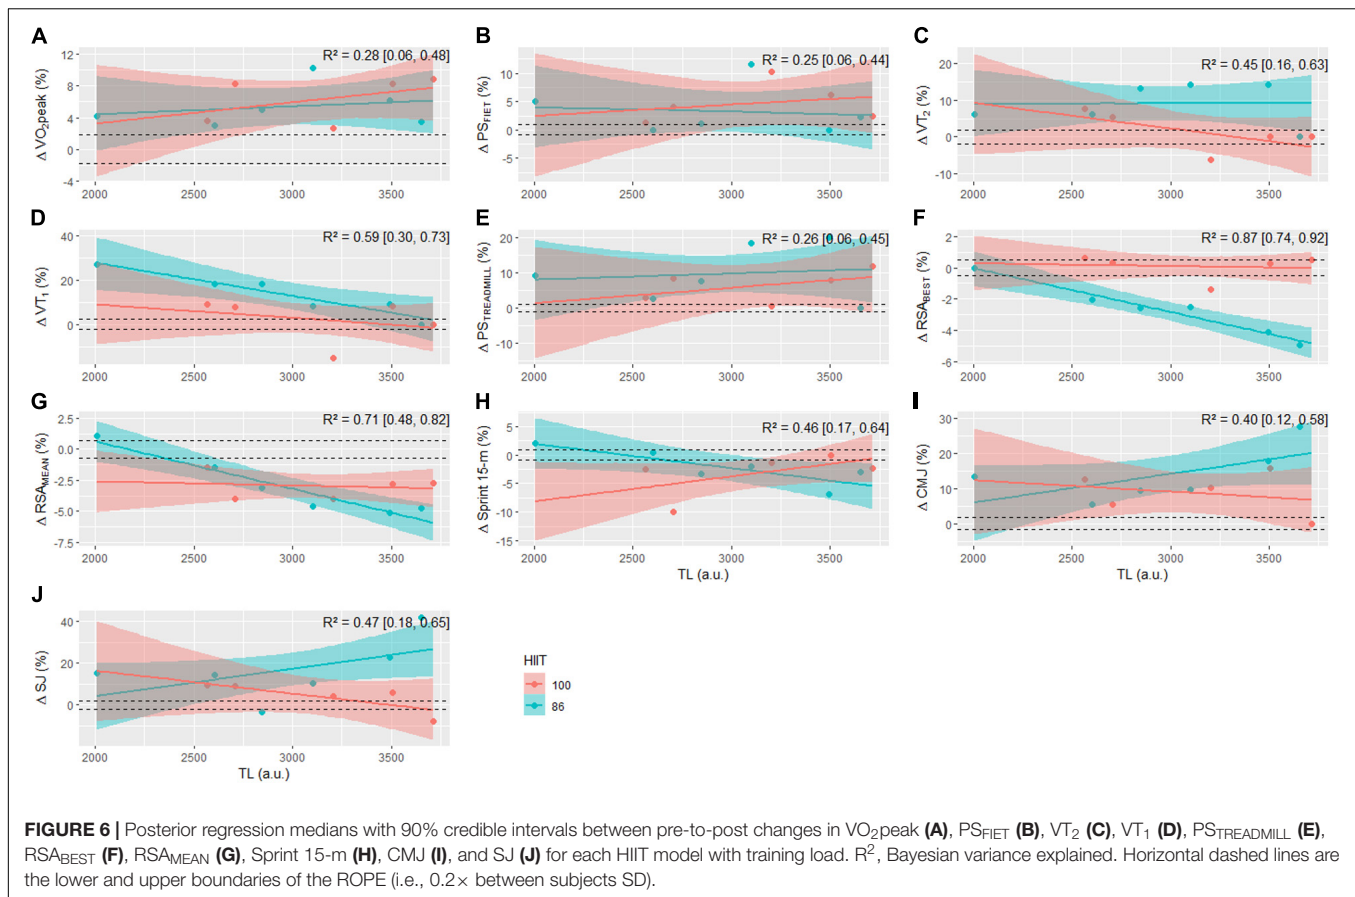 A
R² = 0.28 [0.06, 0.48]
Δ VO₂peak (%)
12
8
4
0
-4
2000 2500 3000 3500
B
R² = 0.25 [0.06, 0.44]
Δ PS_FIET (%)
10
5
0
-5
2000 2500 3000 3500
C
R² = 0.45 [0.16, 0.63]
Δ VT₂ (%)
20
10
0
-10
2000 2500 3000 3500
D
R² = 0.59 [0.30, 0.73]
Δ VT₁ (%)
40
20
0
2000 2500 3000 3500
E
R² = 0.26 [0.06, 0.45]
Δ PS_TREADMILL (%)
20
10
0
-10
2000 2500 3000 3500
F
R² = 0.87 [0.74, 0.92]
Δ RSA_BEST (%)
2
0
-2
-4
-6
2000 2500 3000 3500
G
R² = 0.71 [0.48, 0.82]
Δ RSA_MEAN (%)
2.5
0.0
-2.5
-5.0
-7.5
2000 2500 3000 3500
H
R² = 0.46 [0.17, 0.64]
Δ Sprint 15-m (%)
5
0
-5
-10
-15
2000 2500 3000 3500
TL (a.u.)
I
R² = 0.40 [0.12, 0.58]
Δ CMJ (%)
30
20
10
0
2000 2500 3000 3500
TL (a.u.)
J
R² = 0.47 [0.18, 0.65]
Δ SJ (%)
40
20
0
2000 2500 3000 3500
TL (a.u.)
HIIT
100
86
FIGURE 6 | Posterior regression medians with 90% credible intervals between pre-to-post changes in VO₂peak (A), PS_FIET (B), VT₂ (C), VT₁ (D), PS_TREADMILL (E),
RSA_BEST (F), RSA_MEAN (G), Sprint 15-m (H), CMJ (I), and SJ (J) for each HIIT model with training load. R², Bayesian variance explained. Horizontal dashed lines are
the lower and upper boundaries of the ROPE (i.e., 0.2× between subjects SD).